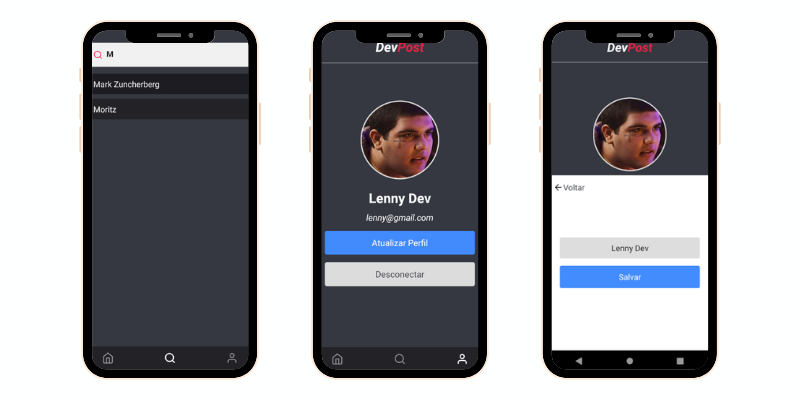 M
Mark Zuncherberg
Moritz
DevPost
Lenny Dev
lenny@gmail.com
Atualizar Perfil
Desconectar
DevPost
Voltar
Lenny Dev
Salvar